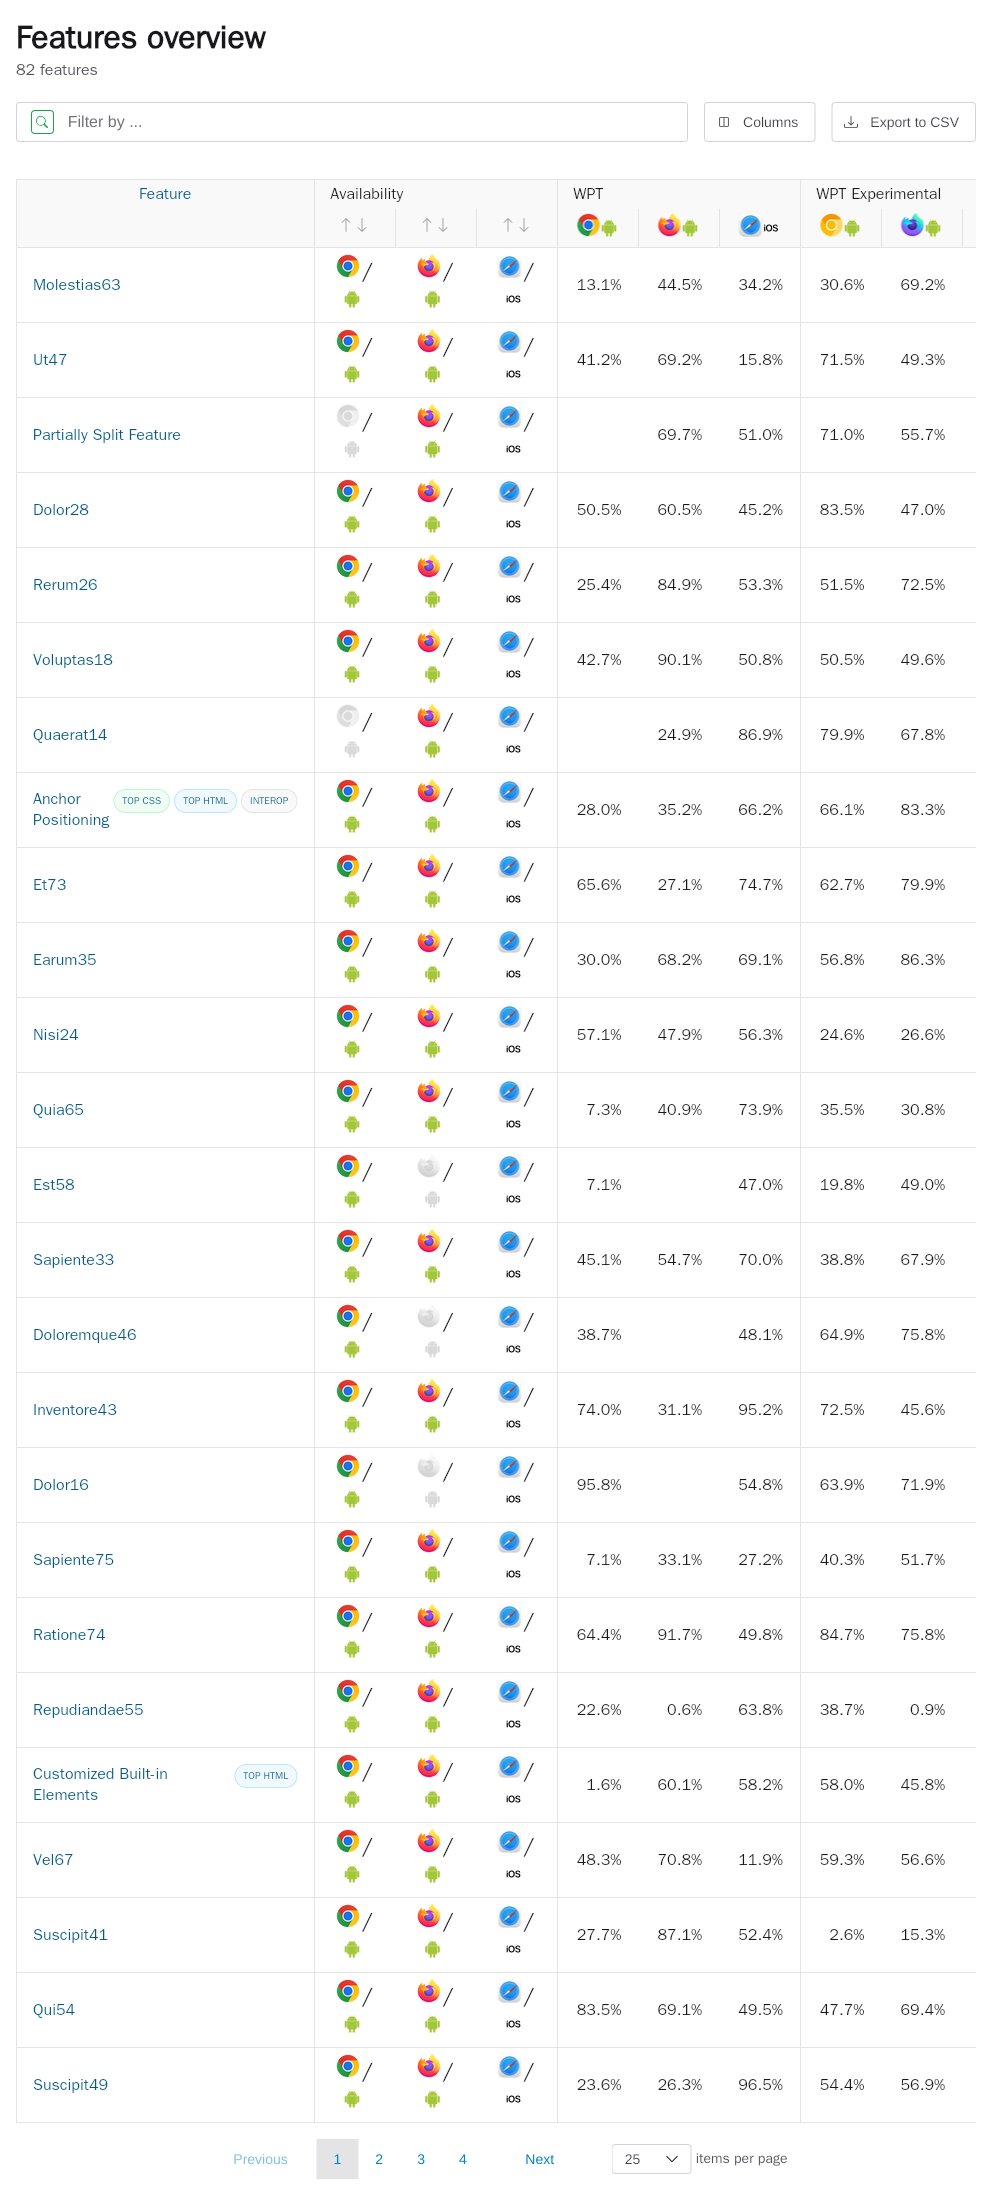 Features overview
82 features
Filter by ...
Columns
Export to CSV
Feature Availability WPT WPT Experimental
iOS
Molestias63 / / / 13.1% 44.5% 34.2% 30.6% 69.2%
iOS
Ut47 / / / 41.2% 69.2% 15.8% 71.5% 49.3%
iOS
Partially Split Feature / / / 69.7% 51.0% 71.0% 55.7%
iOS
Dolor28 / / / 50.5% 60.5% 45.2% 83.5% 47.0%
iOS
Rerum26 / / / 25.4% 84.9% 53.3% 51.5% 72.5%
iOS
Voluptas18 / / / 42.7% 90.1% 50.8% 50.5% 49.6%
iOS
Quaerat14 / / / 24.9% 86.9% 79.9% 67.8%
iOS
Anchor Positioning TOP CSS TOP HTML INTEROP / / / 28.0% 35.2% 66.2% 66.1% 83.3%
iOS
Et73 / / / 65.6% 27.1% 74.7% 62.7% 79.9%
iOS
Earum35 / / / 30.0% 68.2% 69.1% 56.8% 86.3%
iOS
Nisi24 / / / 57.1% 47.9% 56.3% 24.6% 26.6%
iOS
Quia65 / / / 7.3% 40.9% 73.9% 35.5% 30.8%
iOS
Est58 / / / 7.1% 47.0% 19.8% 49.0%
iOS
Sapiente33 / / / 45.1% 54.7% 70.0% 38.8% 67.9%
iOS
Doloremque46 / / / 38.7% 48.1% 64.9% 75.8%
iOS
Inventore43 / / / 74.0% 31.1% 95.2% 72.5% 45.6%
iOS
Dolor16 / / / 95.8% 54.8% 63.9% 71.9%
iOS
Sapiente75 / / / 7.1% 33.1% 27.2% 40.3% 51.7%
iOS
Ratione74 / / / 64.4% 91.7% 49.8% 84.7% 75.8%
iOS
Repudiandae55 / / / 22.6% 0.6% 63.8% 38.7% 0.9%
iOS
Customized Built-in Elements TOP HTML / / / 1.6% 60.1% 58.2% 58.0% 45.8%
iOS
Vel67 / / / 48.3% 70.8% 11.9% 59.3% 56.6%
iOS
Suscipit41 / / / 27.7% 87.1% 52.4% 2.6% 15.3%
iOS
Qui54 / / / 83.5% 69.1% 49.5% 47.7% 69.4%
iOS
Suscipit49 / / / 23.6% 26.3% 96.5% 54.4% 56.9%
iOS
Previous 1 2 3 4 Next 25 items per page